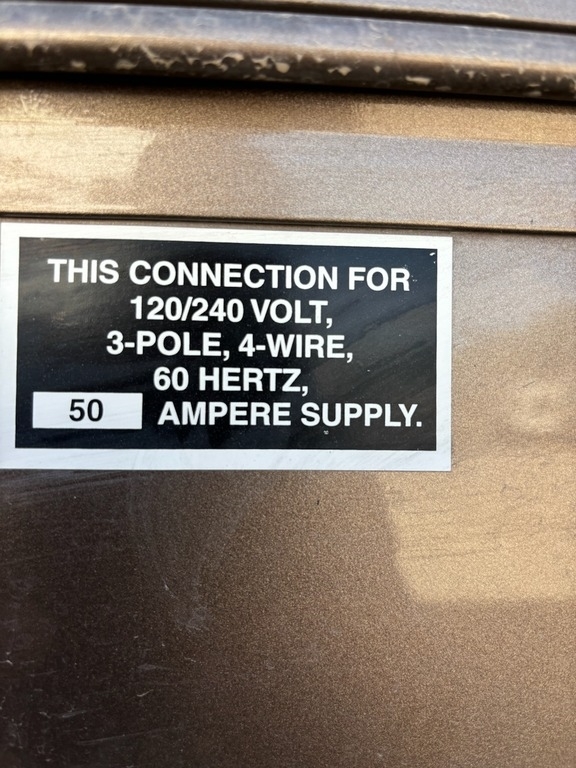 THIS CONNECTION FOR
120/240 VOLT,
3-POLE, 4-WIRE,
60 HERTZ,
50 AMPERE SUPPLY.